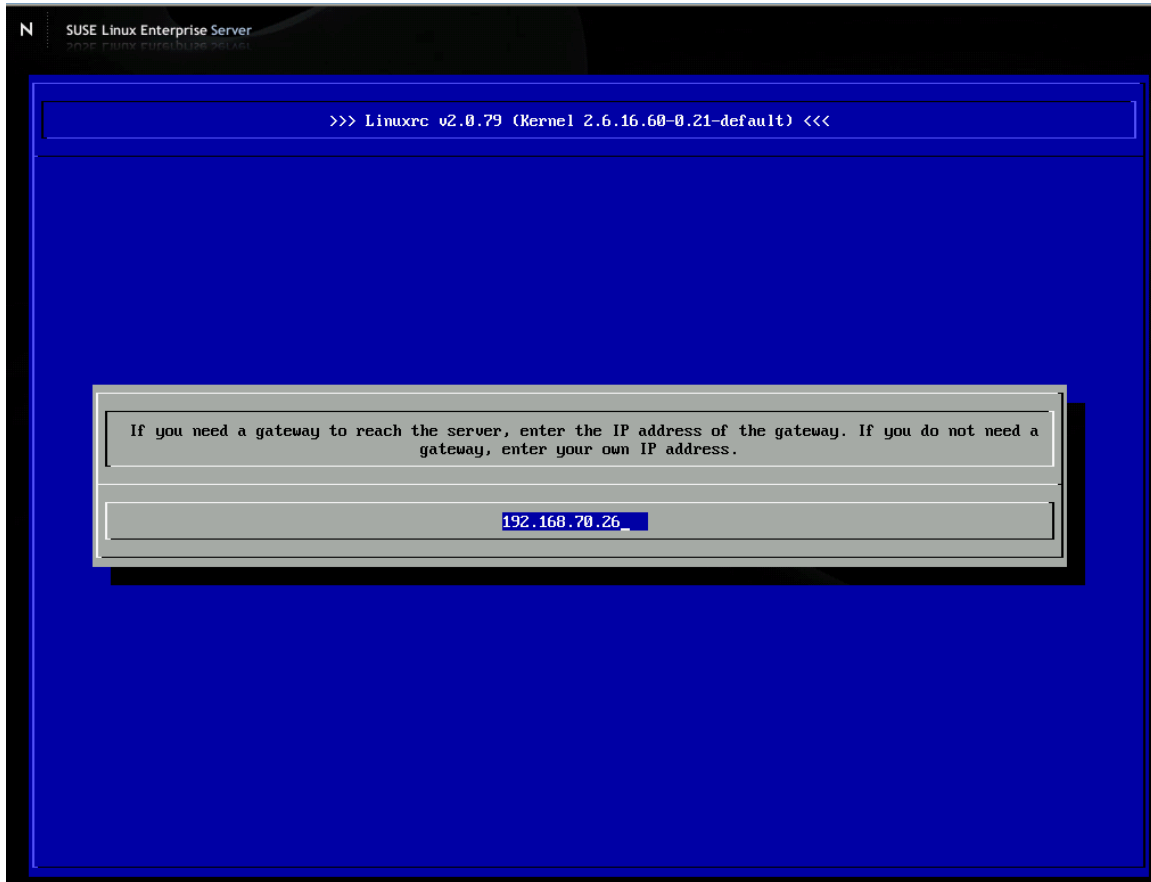 N SUSE Linux Enterprise Server
>>> Linuxrc v2.0.79 (Kernel 2.6.16.60-0.21-default) <<<
If you need a gateway to reach the server, enter the IP address of the gateway. If you do not need a
gateway, enter your own IP address.
192.168.70.26_